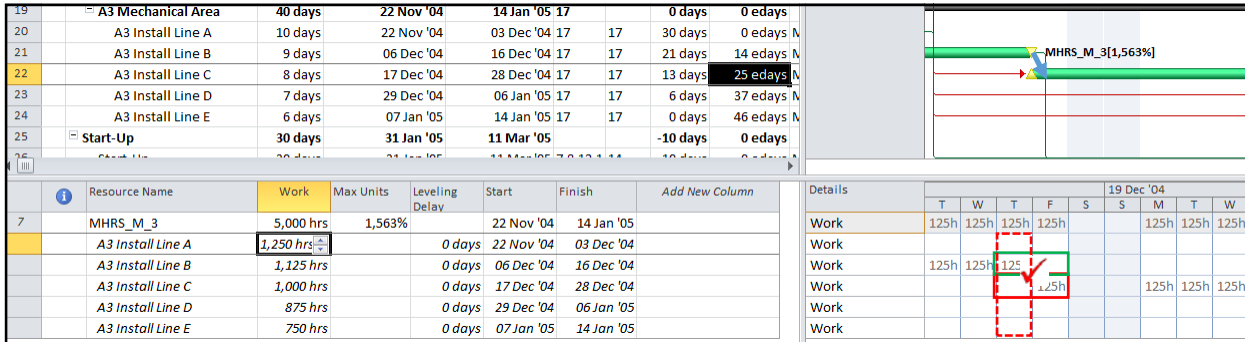 19 A3 Mechanical Area 40 days 22 Nov '04 14 Jan '05 17 0 days 0 edays
20 A3 Install Line A 10 days 22 Nov '04 03 Dec '04 17 17 30 days 0 edays M
21 A3 Install Line B 9 days 06 Dec '04 16 Dec '04 17 17 21 days 14 edays M
MHRS_M_3[1,563%]
22 A3 Install Line C 8 days 17 Dec '04 28 Dec '04 17 17 13 days 25 edays M
23 A3 Install Line D 7 days 29 Dec '04 06 Jan '05 17 17 6 days 37 edays M
24 A3 Install Line E 6 days 07 Jan '05 14 Jan '05 17 17 0 days 46 edays M
25 Start-Up 30 days 31 Jan '05 11 Mar '05 -10 days 0 edays
Resource Name Work Max Units Leveling Delay Start Finish Add New Column Details 19 Dec '04
T W T F S S M T W
7 MHRS_M_3 5,000 hrs 1,563% 22 Nov '04 14 Jan '05 Work 125h 125h 125h 125h 125h 125h 125h
A3 Install Line A 1,250 hrs 0 days 22 Nov '04 03 Dec '04 Work
A3 Install Line B 1,125 hrs 0 days 06 Dec '04 16 Dec '04 Work 125h 125h 125
A3 Install Line C 1,000 hrs 0 days 17 Dec '04 28 Dec '04 Work 125h 125h 125h 125h
A3 Install Line D 875 hrs 0 days 29 Dec '04 06 Jan '05 Work
A3 Install Line E 750 hrs 0 days 07 Jan '05 14 Jan '05 Work